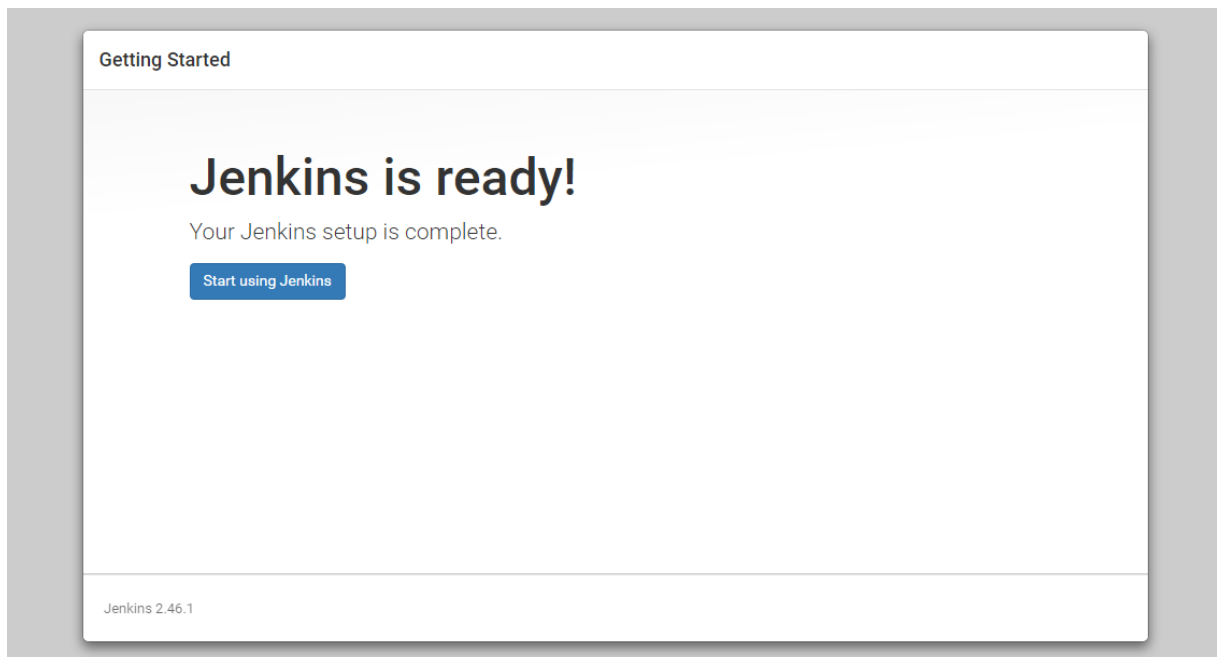 Getting Started
Jenkins is ready!
Your Jenkins setup is complete.
Start using Jenkins
Jenkins 2.46.1